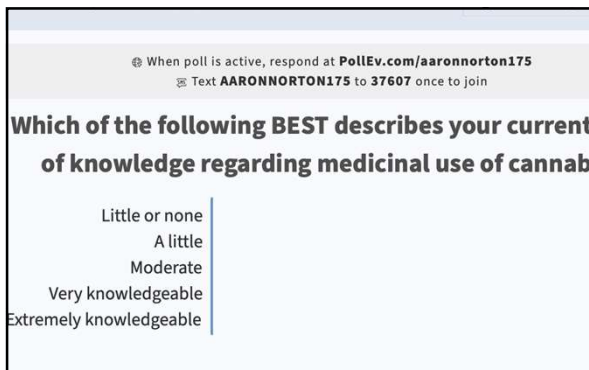 When poll is active, respond at PollEv.com/aaronnorton175
Text AARONNORTON175 to 37607 once to join
Which of the following BEST describes your current
of knowledge regarding medicinal use of cannab
Little or none
A little
Moderate
Very knowledgeable
Extremely knowledgeable